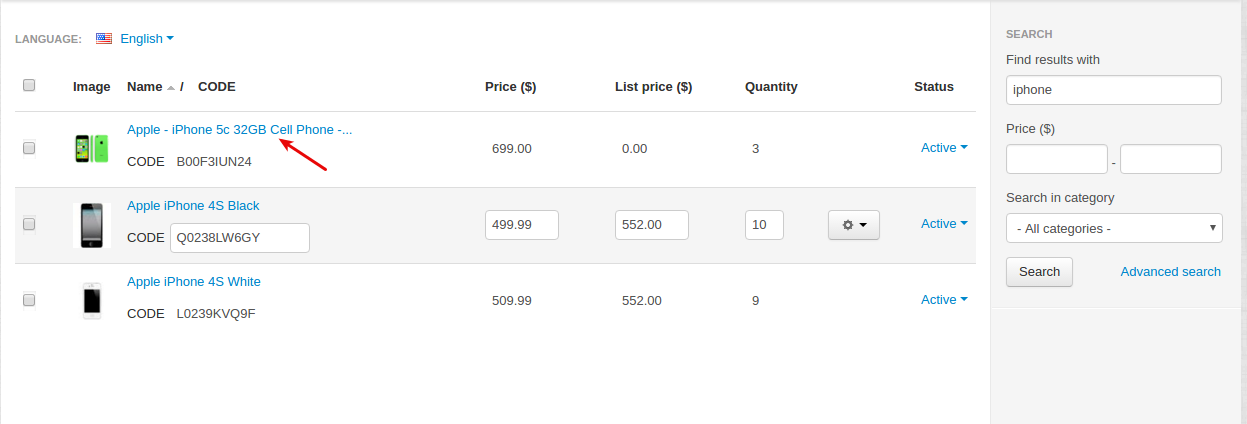 LANGUAGE: English
Image Name / CODE Price ($) List price ($) Quantity Status
Apple - iPhone 5c 32GB Cell Phone -...
CODE B00F3IUN24
699.00 0.00 3 Active
Apple iPhone 4S Black
CODE Q0238LW6GY
499.99 552.00 10 Active
Apple iPhone 4S White
CODE L0239KVQ9F
509.99 552.00 9 Active
SEARCH
Find results with
iphone
Price ($)
-
Search in category
- All categories -
Search Advanced search